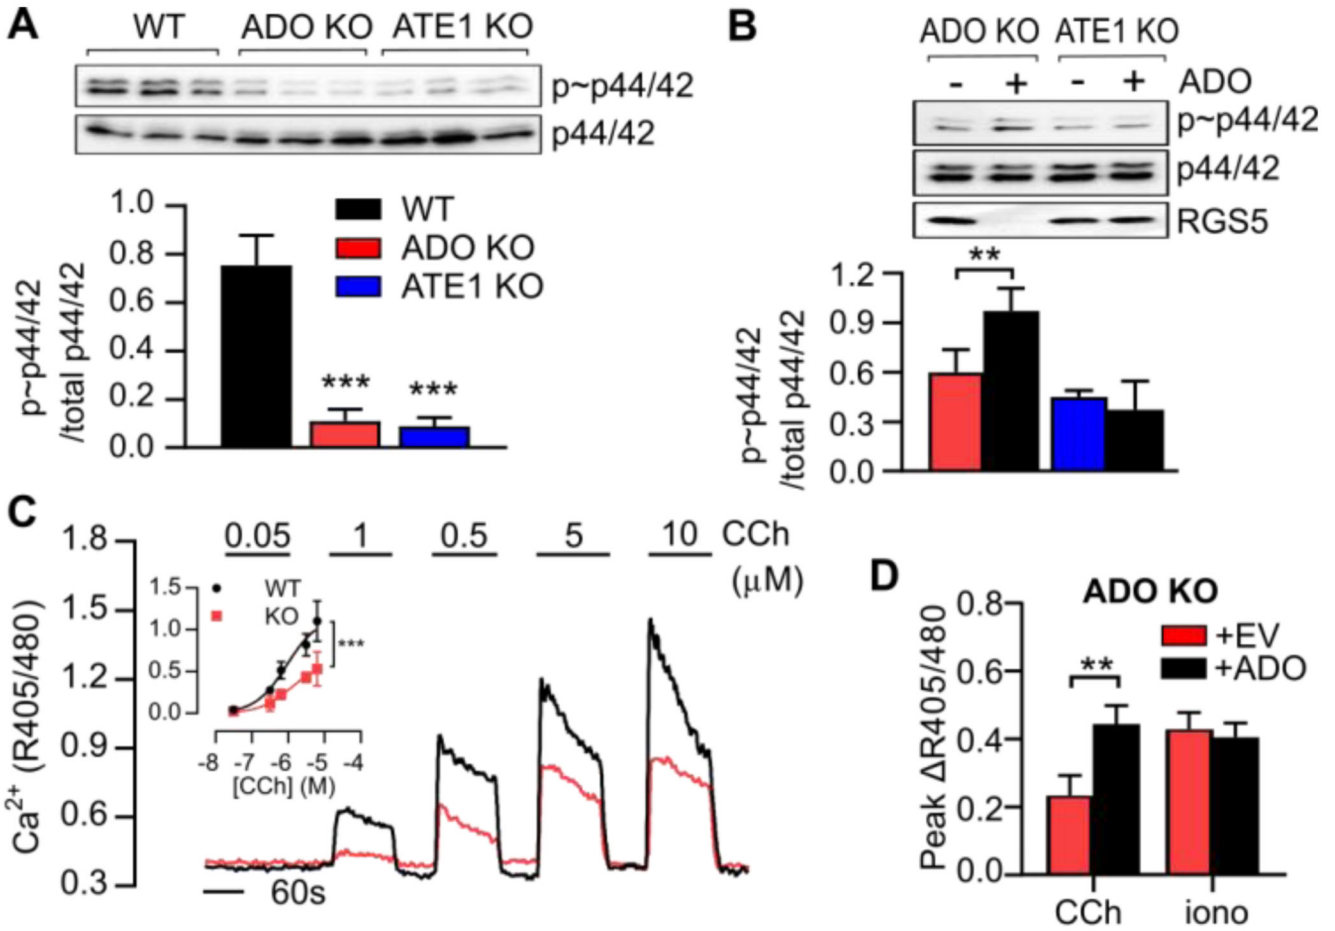 A
WT ADO KO ATE1 KO
p~p44/42
p44/42
1.0
0.8
0.6
0.4
0.2
0.0
p~p44/42
/total p44/42
WT
ADO KO
ATE1 KO
*** ***
B
ADO KO ATE1 KO
- + - + ADO
p~p44/42
p44/42
RGS5
**
1.2
0.9
0.6
0.3
0.0
p~p44/42
/total p44/42
C
0.05 1 0.5 5 10 CCh
(μM)
1.8
1.5
1.2
0.9
0.6
0.3
Ca2+ (R405/480)
WT
KO
1.5
1.0
0.5
0.0
***
-8 -7 -6 -5 -4
[CCh] (M)
60s
D
ADO KO
+EV
+ADO
**
0.8
0.6
0.4
0.2
0.0
Peak ΔR405/480
CCh iono